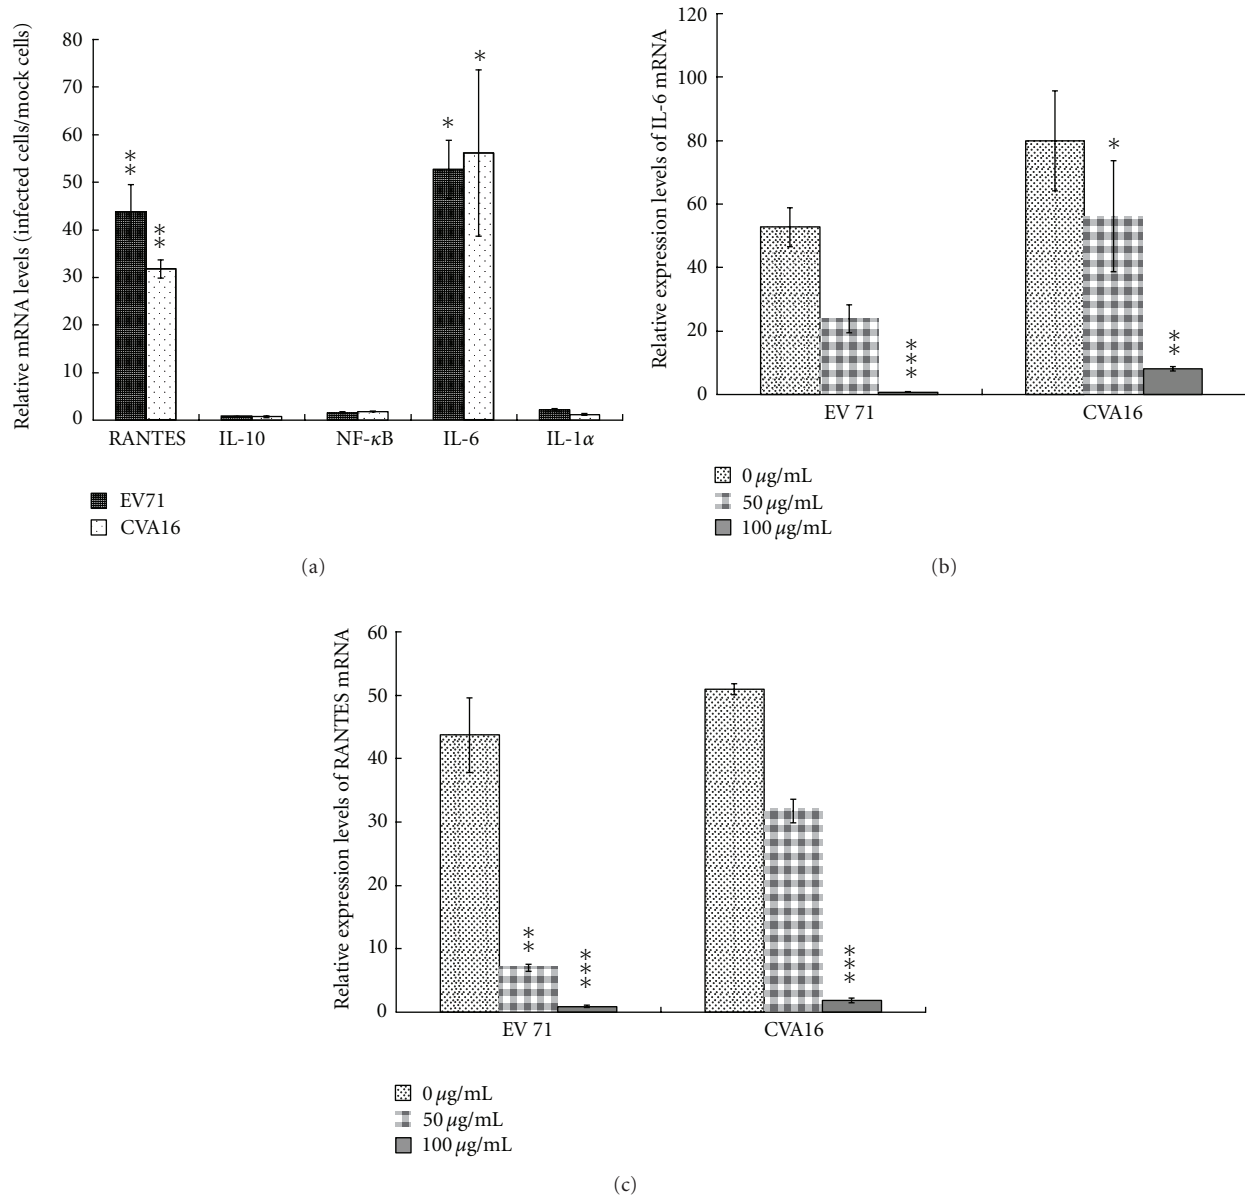 Relative mRNA levels (infected cells/mock cells)
80
70
60
50
40
30
20
10
0
**
**
*
*
RANTES IL-10 NF-κB IL-6 IL-1α
EV71
CVA16
(a)
Relative expression levels of IL-6 mRNA
120
100
80
60
40
20
0
***
*
**
EV 71 CVA16
0 µg/mL
50 µg/mL
100 µg/mL
(b)
Relative expression levels of RANTES mRNA
60
50
40
30
20
10
0
**
***
***
EV 71 CVA16
0 µg/mL
50 µg/mL
100 µg/mL
(c)